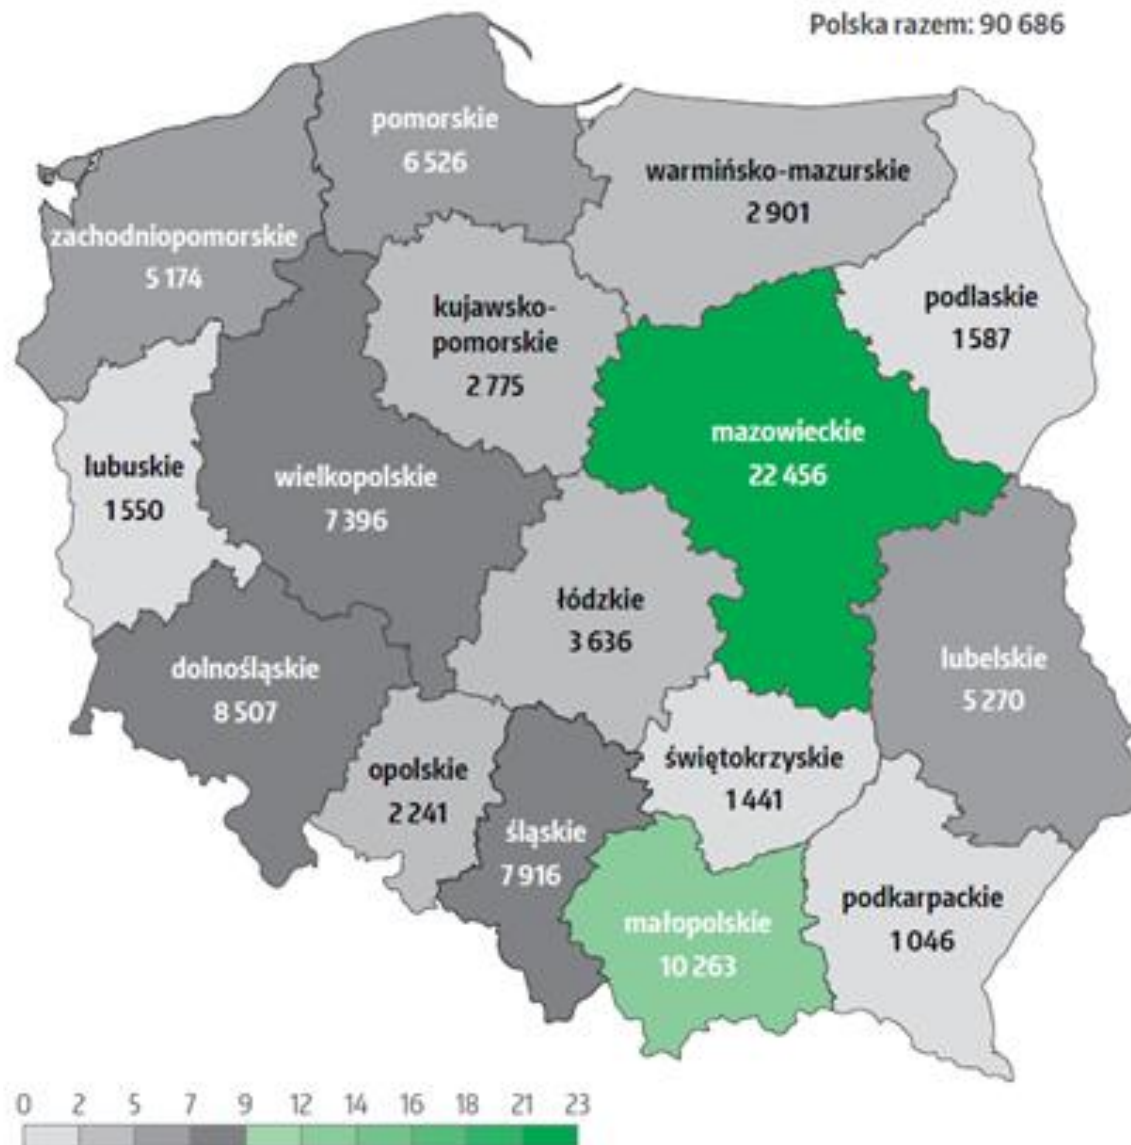 Polska razem: 90 686
pomorskie
6 526
warmińsko-mazurskie
2 901
zachodniopomorskie
5 174
podlaskie
1 587
kujawsko-
pomorskie
2 775
mazowieckie
22 456
lubuskie
1 550
wielkopolskie
7 396
łódzkie
3 636
lubelskie
5 270
dolnośląskie
8 507
opolskie
2 241
świętokrzyskie
1 441
śląskie
7 916
małopolskie
10 263
podkarpackie
1 046
0 2 5 7 9 12 14 16 18 21 23